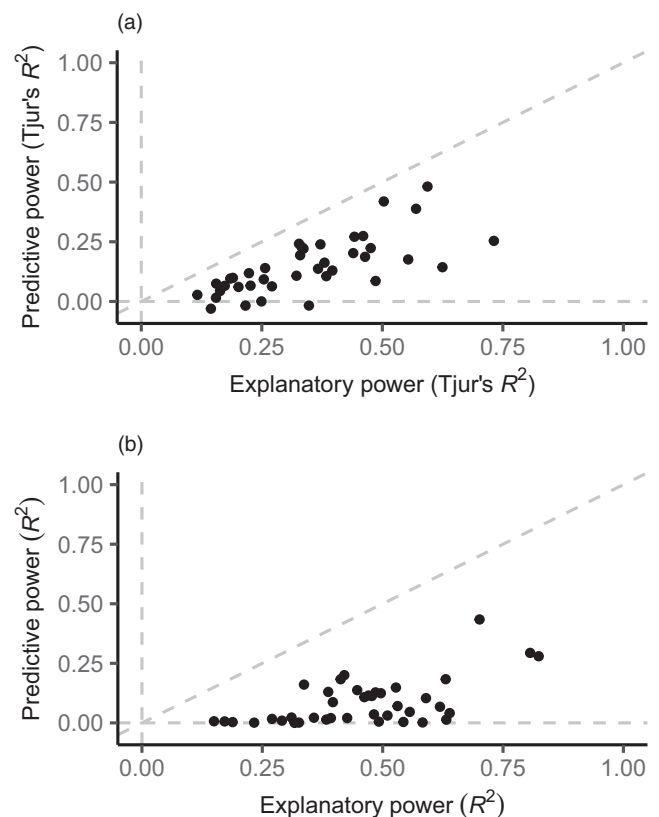 (a)
1.00
0.75
0.50
0.25
0.00
Predictive power (Tjur's R²)
0.00 0.25 0.50 0.75 1.00
Explanatory power (Tjur's R²)
(b)
1.00
0.75
0.50
0.25
0.00
Predictive power (R²)
0.00 0.25 0.50 0.75 1.00
Explanatory power (R²)